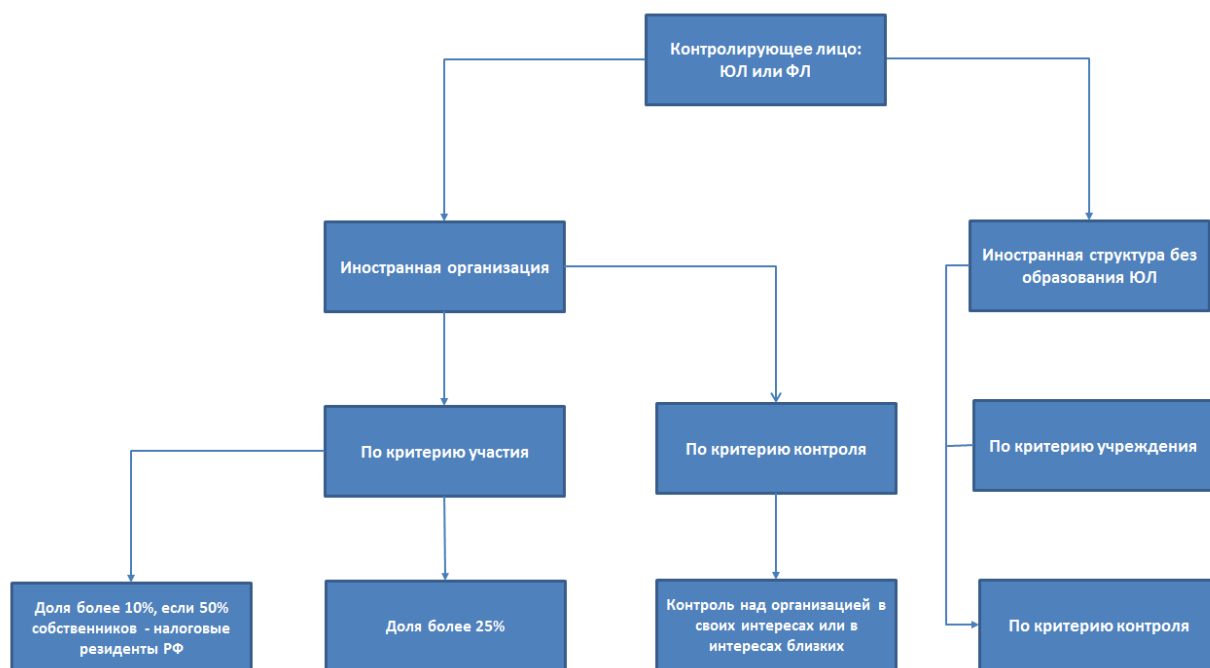 Контролирующее лицо:
ЮЛ или ФЛ
Иностранная организация
Иностранная структура без
образования ЮЛ
По критерию участия
По критерию контроля
По критерию учреждения
Доля более 10%, если 50%
собственников - налоговые
резиденты РФ
Доля более 25%
Контроль над организацией в
своих интересах или в
интересах близких
По критерию контроля